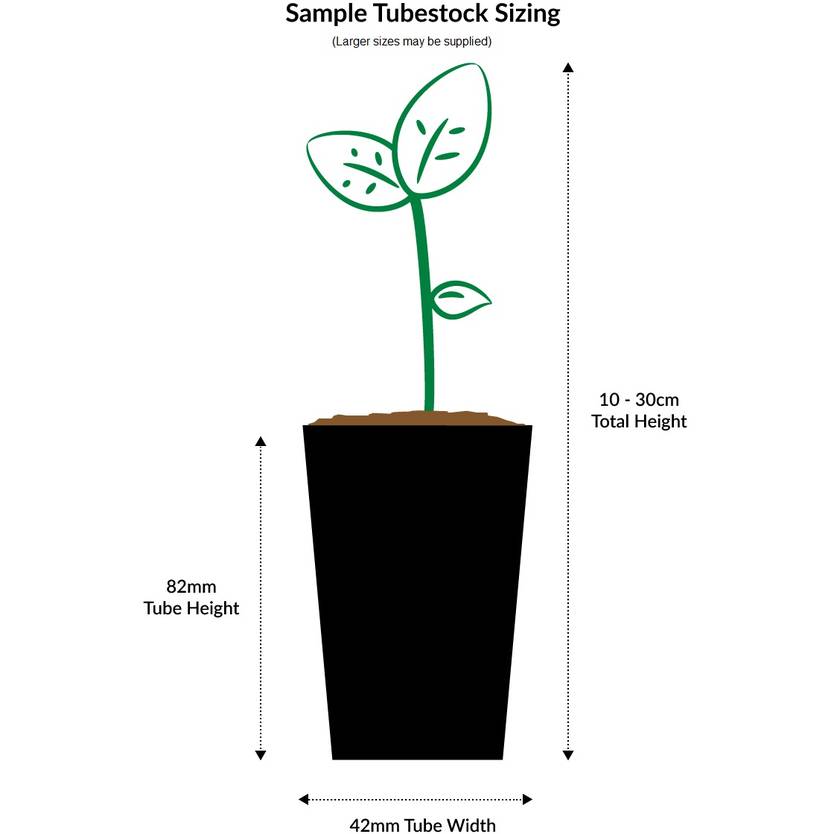 Sample Tubestock Sizing
(Larger sizes may be supplied)
10 - 30cm
Total Height
82mm
Tube Height
42mm Tube Width